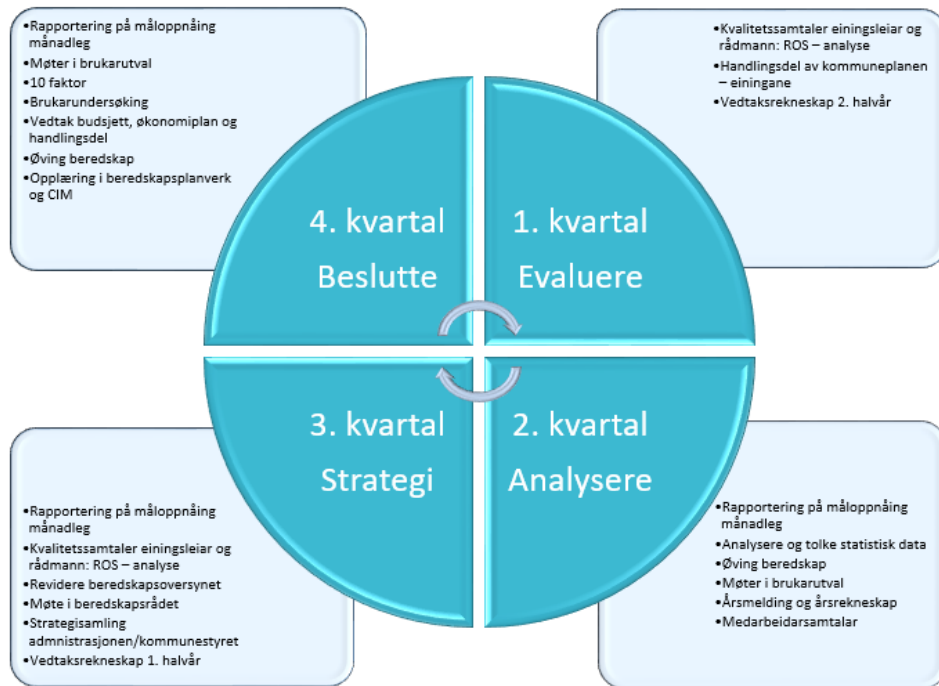 •Rapportering på måloppnåing
månadleg
•Møter i brukarutval
•10 faktor
•Brukarundersøking
•Vedtak budsjett, økonomiplan og
handlingsdel
•Øving beredskap
•Opplæring i beredskapsplanverk
og CIM
•Kvalitetssamtaler einingsleiar og
rådmann: ROS – analyse
•Handlingsdel av kommuneplanen
– einingane
•Vedtaksrekneskap 2. halvår
4. kvartal
Beslutte
1. kvartal
Evaluere
3. kvartal
Strategi
2. kvartal
Analysere
•Rapportering på måloppnåing
månadleg
•Kvalitetssamtaler einingsleiar og
rådmann: ROS – analyse
•Revidere beredskapsoversynet
•Møte i beredskapsrådet
•Strategisamling
admnistrasjonen/kommunestyret
•Vedtaksrekneskap 1. halvår
•Rapportering på måloppnåing
månadleg
•Analysere og tolke statistisk data
•Øving beredskap
•Møter i brukarutval
•Årsmelding og årsrekneskap
•Medarbeidarsamtalar